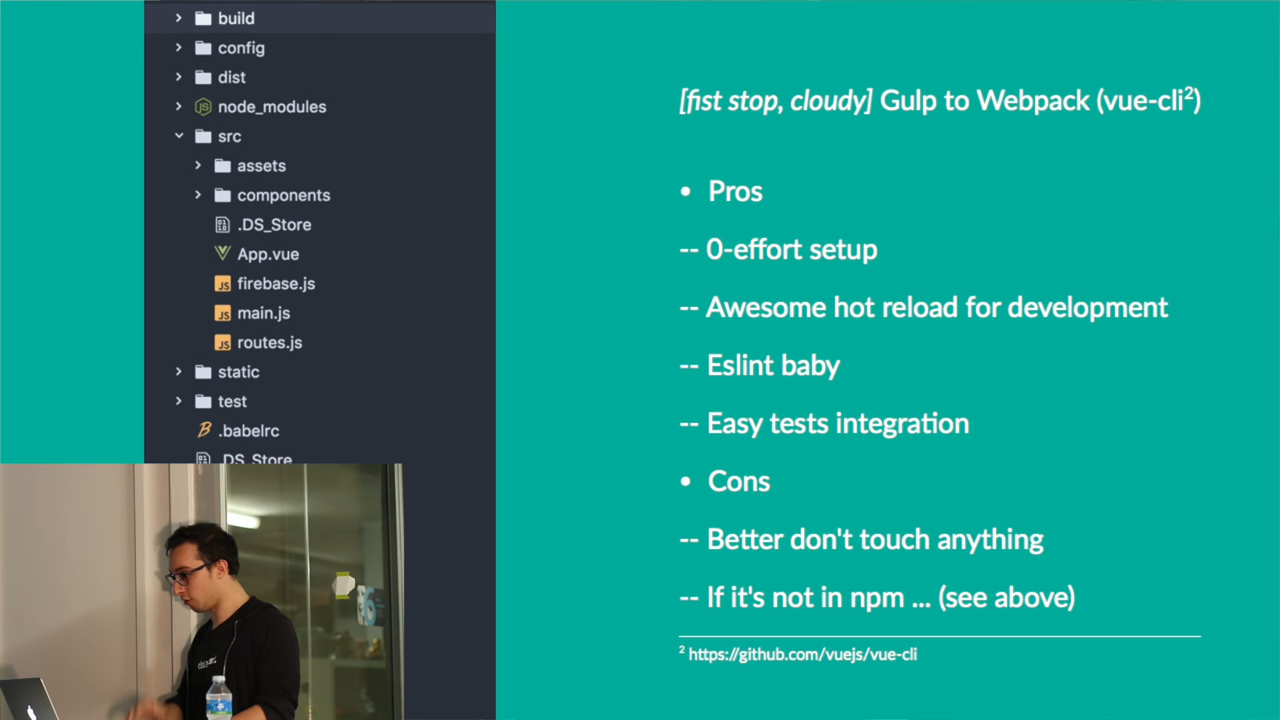 build
config
dist
node_modules
src
assets
components
.DS_Store
App.vue
firebase.js
main.js
routes.js
static
test
.babelrc
.DS_Store
[fist stop, cloudy] Gulp to Webpack (vue-cli²)
• Pros
-- 0-effort setup
-- Awesome hot reload for development
-- Eslint baby
-- Easy tests integration
• Cons
-- Better don't touch anything
-- If it's not in npm ... (see above)
² https://github.com/vuejs/vue-cli